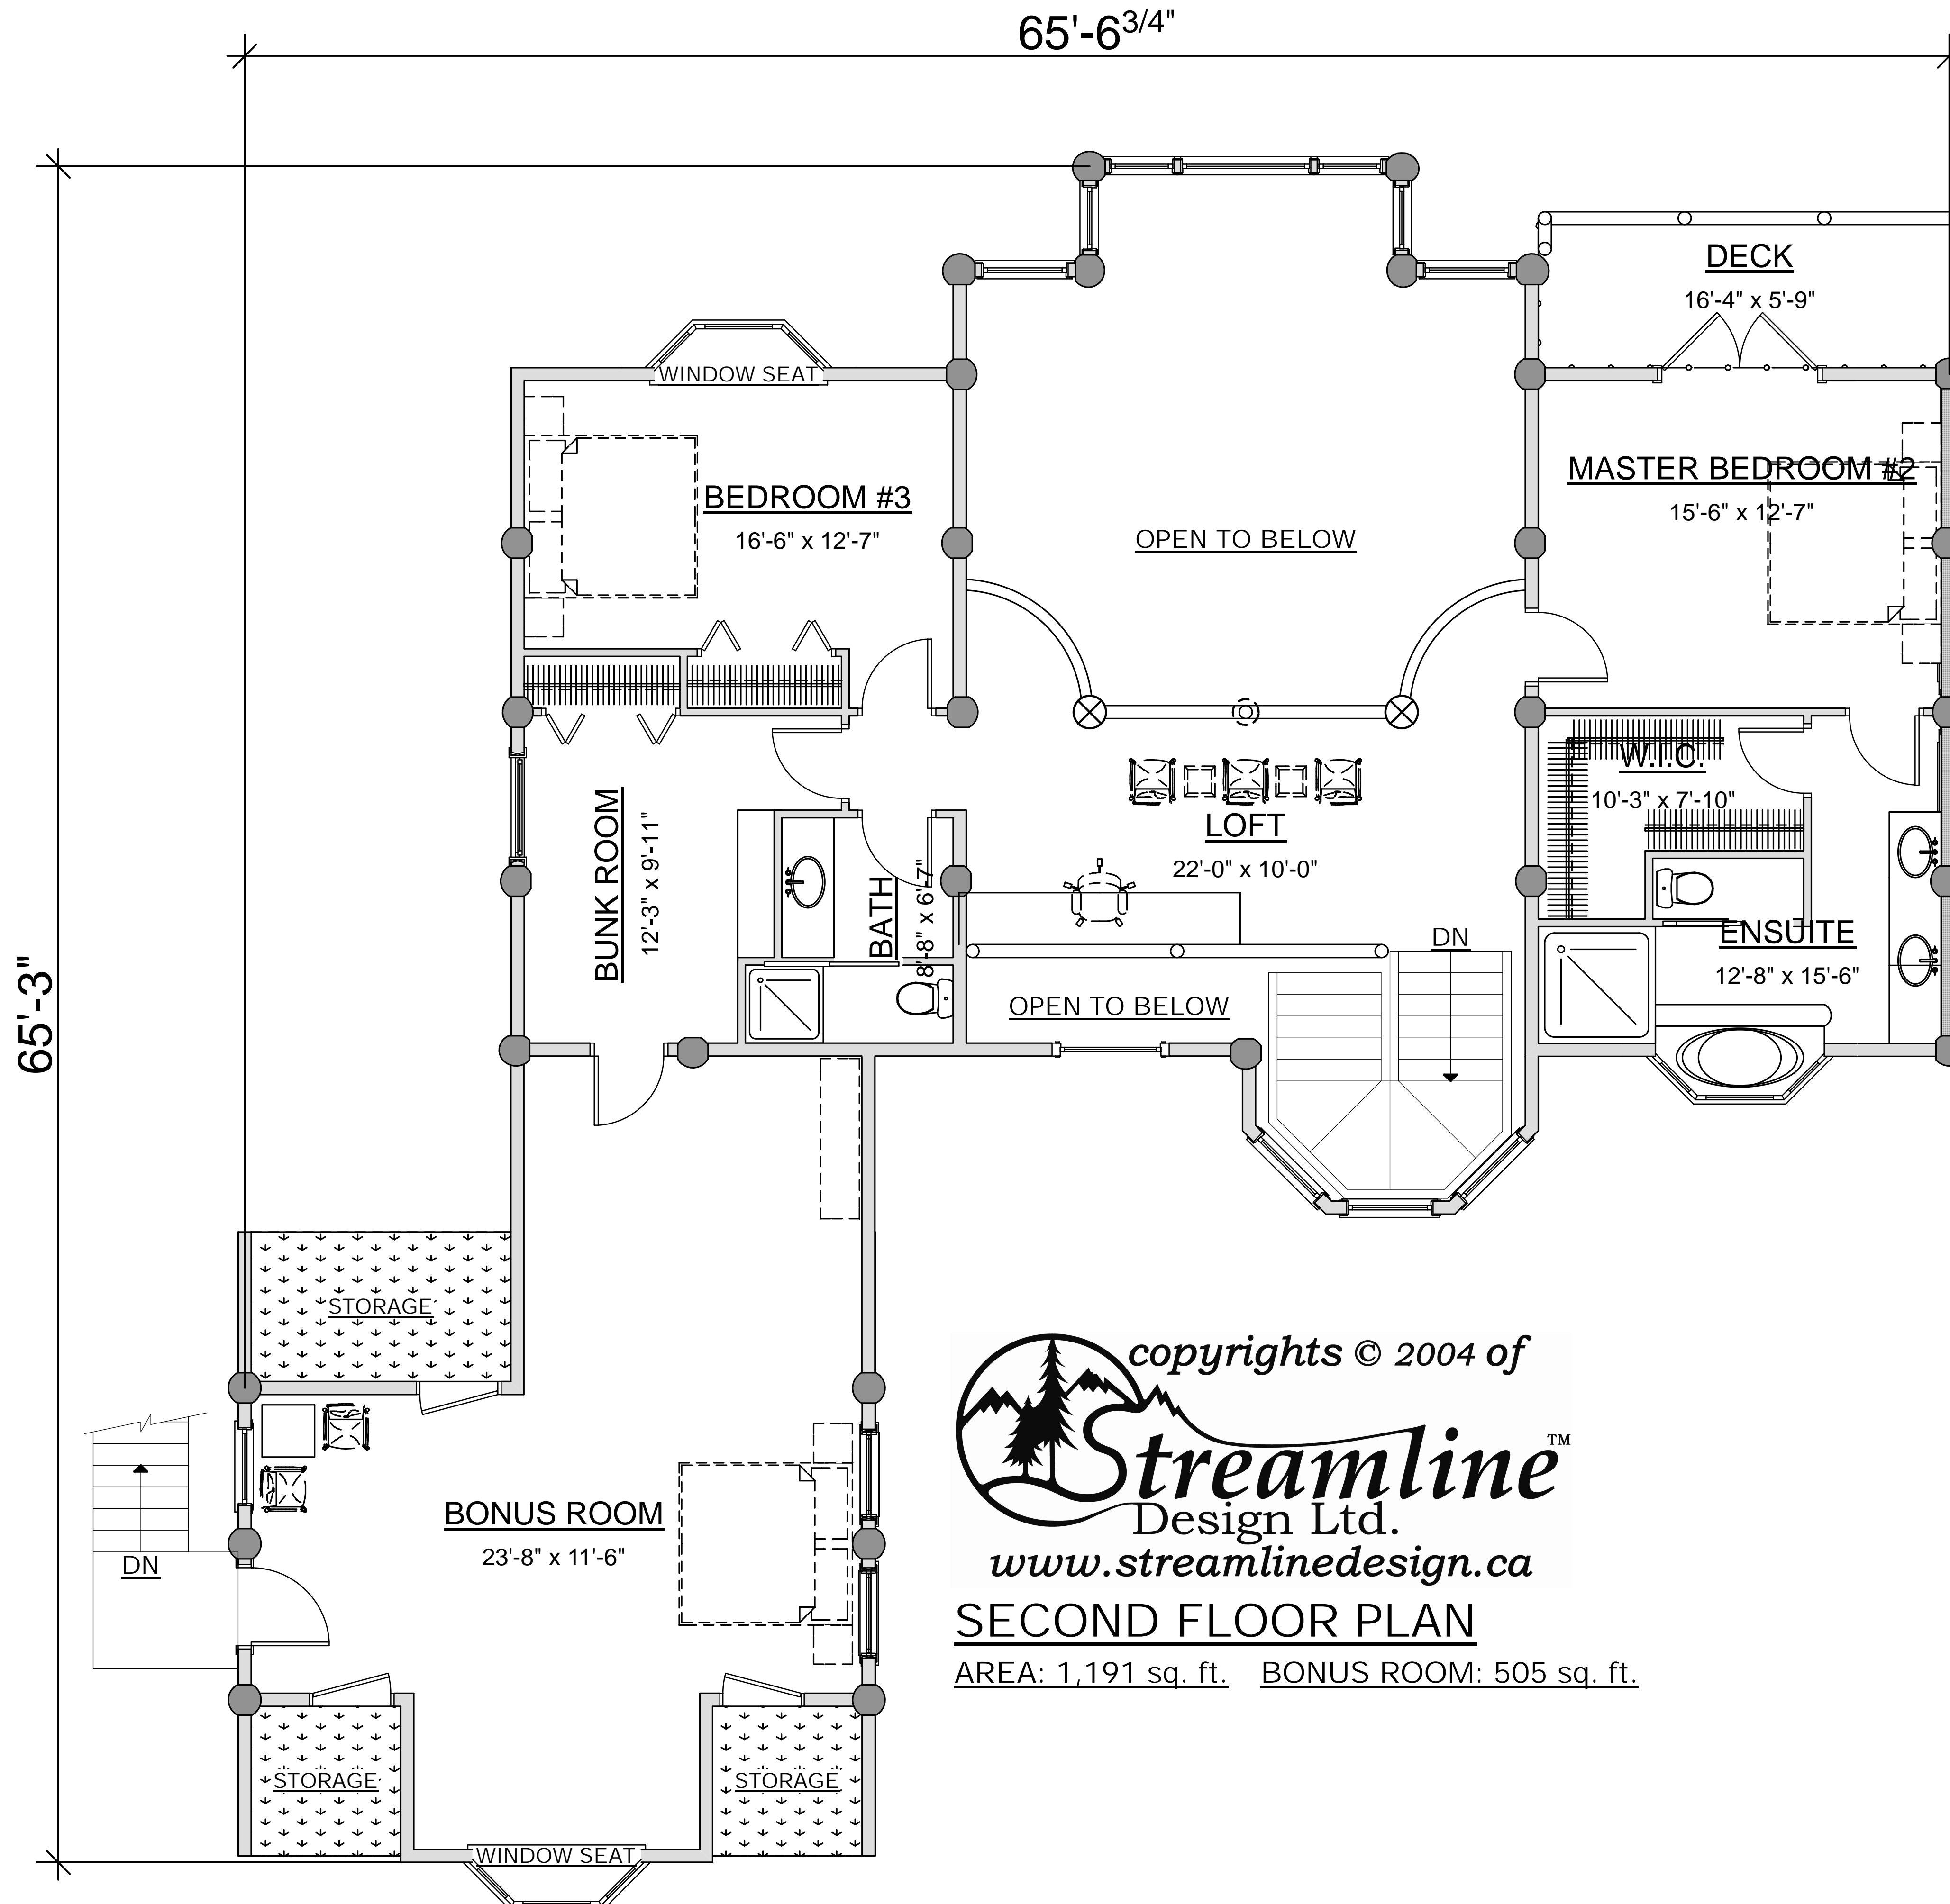 65'-6 3/4"
65'-3"
DECK
16'-4" x 5'-9"
WINDOW SEAT
BEDROOM #3
16'-6" x 12'-7"
OPEN TO BELOW
MASTER BEDROOM #2
15'-6" x 12'-7"
W.I.C.
10'-3" x 7'-10"
BUNK ROOM
12'-3" x 9'-11"
BATH
8'-8" x 6'-7"
LOFT
22'-0" x 10'-0"
DN
ENSUITE
12'-8" x 15'-6"
OPEN TO BELOW
STORAGE
DN
BONUS ROOM
23'-8" x 11'-6"
STORAGE
STORAGE
WINDOW SEAT
copyrights © 2004 of
Streamline™
Design Ltd.
www.streamlinedesign.ca
SECOND FLOOR PLAN
AREA: 1,191 sq. ft. BONUS ROOM: 505 sq. ft.